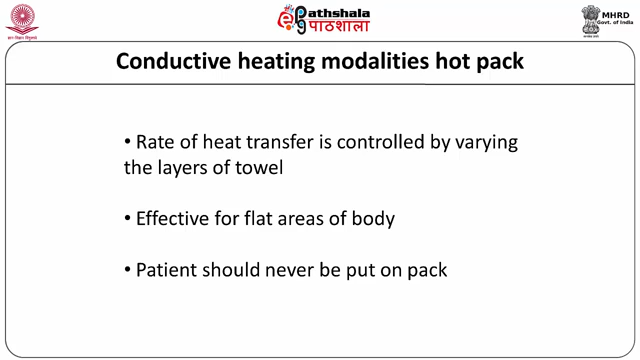 Pathshala
पाठशाला
MHRD
Govt. of India
Conductive heating modalities hot pack
• Rate of heat transfer is controlled by varying
the layers of towel
• Effective for flat areas of body
• Patient should never be put on pack